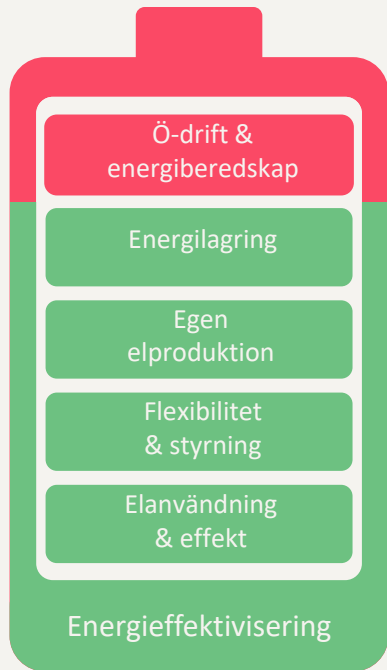 Ö-drift &
energiberedskap
Energilagring
Egen
elproduktion
Flexibilitet
& styrning
Elanvändning
& effekt
Energieffektivisering